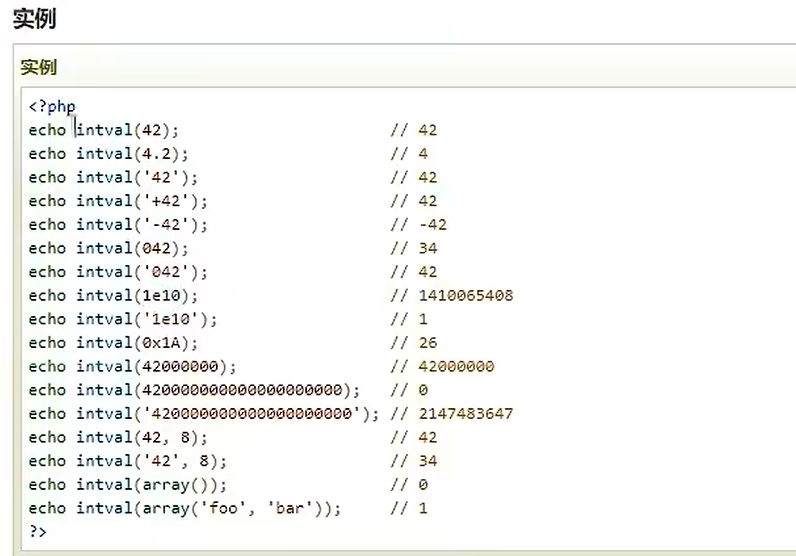 实例
实例
<?php
echo intval(42);                      // 42
echo intval(4.2);                     // 4
echo intval('42');                    // 42
echo intval('+42');                   // 42
echo intval('-42');                   // -42
echo intval(042);                     // 34
echo intval('042');                   // 42
echo intval(1e10);                    // 1410065408
echo intval('1e10');                  // 1
echo intval(0x1A);                    // 26
echo intval(42000000);                // 42000000
echo intval(420000000000000000000);   // 0
echo intval('420000000000000000000'); // 2147483647
echo intval(42, 8);                   // 42
echo intval('42', 8);                 // 34
echo intval(array());                 // 0
echo intval(array('foo', 'bar'));     // 1
?>